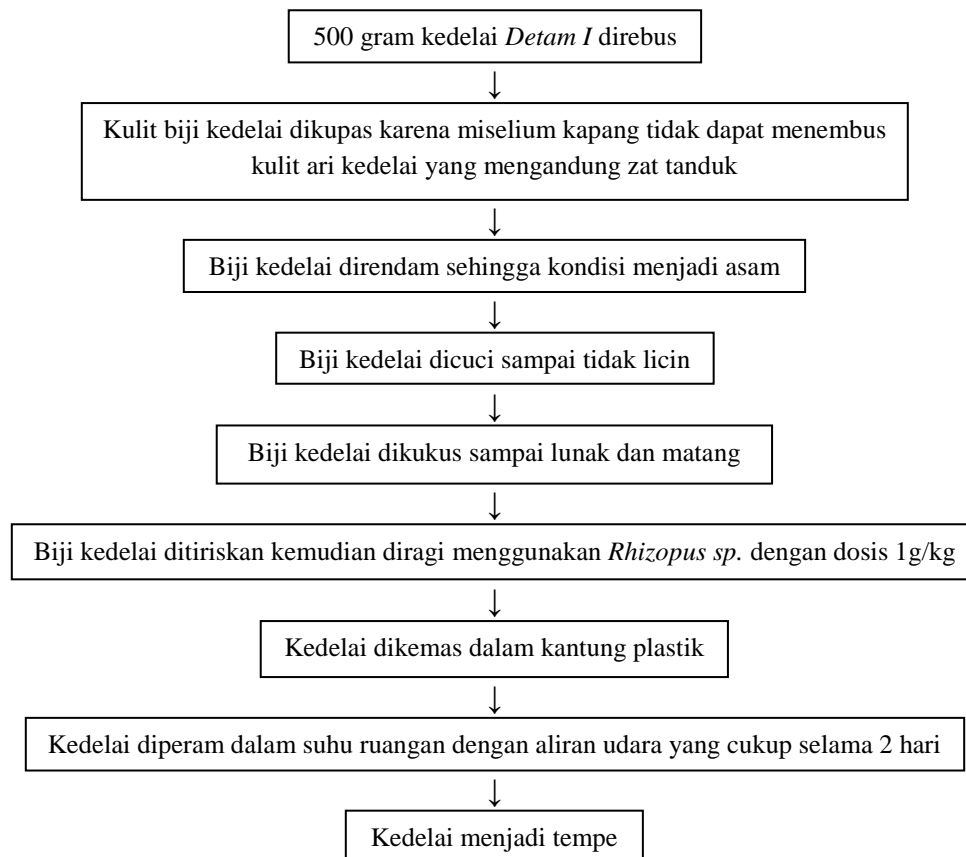 500 gram kedelai Detam I direbus
↓
Kulit biji kedelai dikupas karena miselium kapang tidak dapat menembus
kulit ari kedelai yang mengandung zat tanduk
↓
Biji kedelai direndam sehingga kondisi menjadi asam
↓
Biji kedelai dicuci sampai tidak licin
↓
Biji kedelai dikukus sampai lunak dan matang
↓
Biji kedelai ditiriskan kemudian diragi menggunakan Rhizopus sp. dengan dosis 1g/kg
↓
Kedelai dikemas dalam kantung plastik
↓
Kedelai diperam dalam suhu ruangan dengan aliran udara yang cukup selama 2 hari
↓
Kedelai menjadi tempe